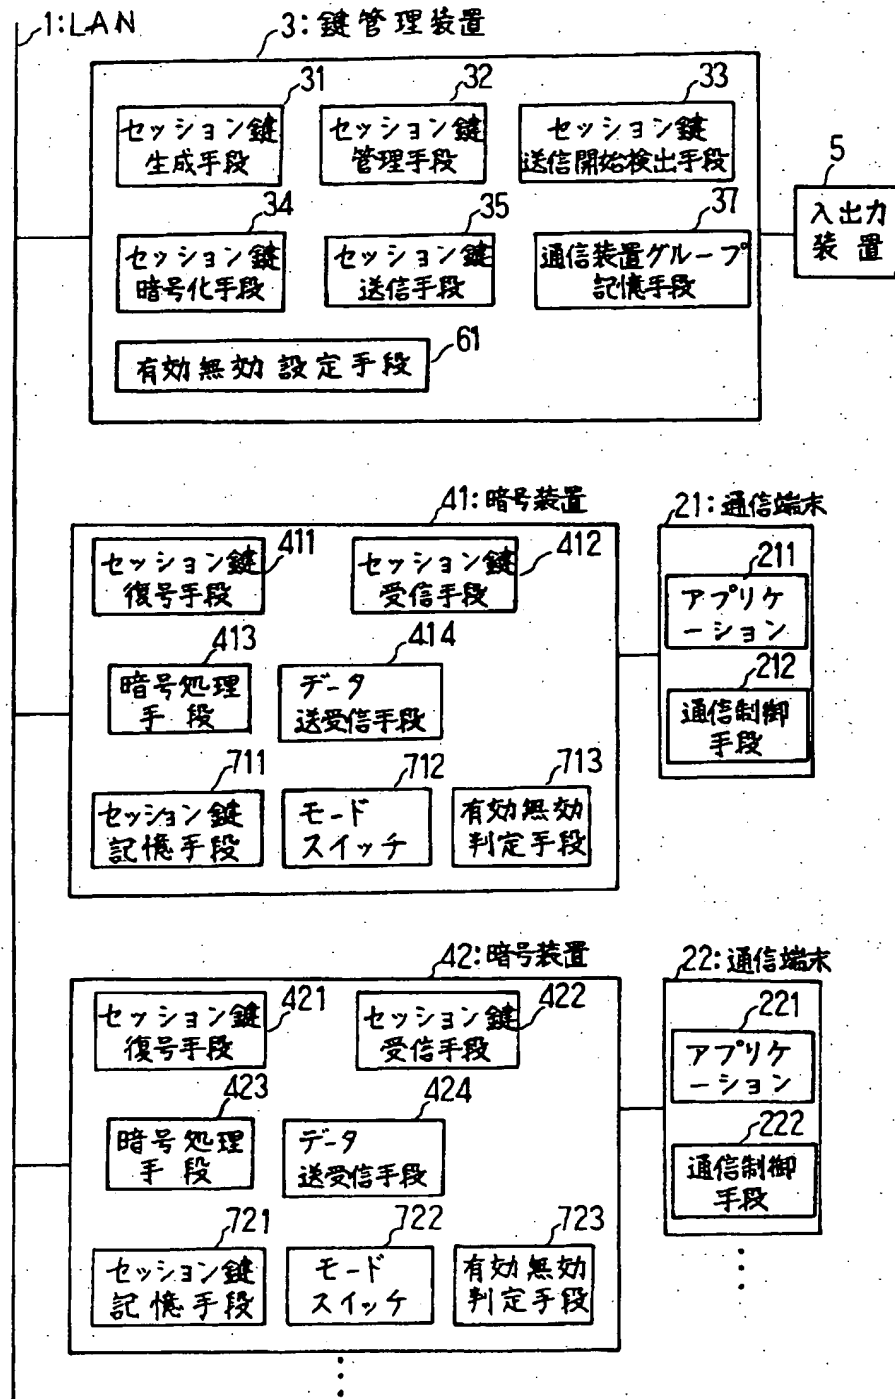 1:LAN
3:鍵管理装置
31
32
33
セッション鍵
生成手段
セッション鍵
管理手段
セッション鍵
送信開始検出手段
5
入出力
装置
34
35
37
セッション鍵
暗号化手段
セッション鍵
送信手段
通信装置グループ
記憶手段
61
有効無効設定手段
41:暗号装置
21:通信端末
セッション鍵
復号手段
411
セッション鍵
受信手段
412
211
アプリケ
ーション
413
暗号処理
手段
414
データ
送受信手段
212
通信制御
手段
711
セッション鍵
記憶手段
712
モード
スイッチ
713
有効無効
判定手段
42:暗号装置
22:通信端末
セッション鍵
復号手段
421
セッション鍵
受信手段
422
221
アプリケ
ーション
423
暗号処理
手段
424
データ
送受信手段
222
通信制御
手段
721
セッション鍵
記憶手段
722
モード
スイッチ
723
有効無効
判定手段